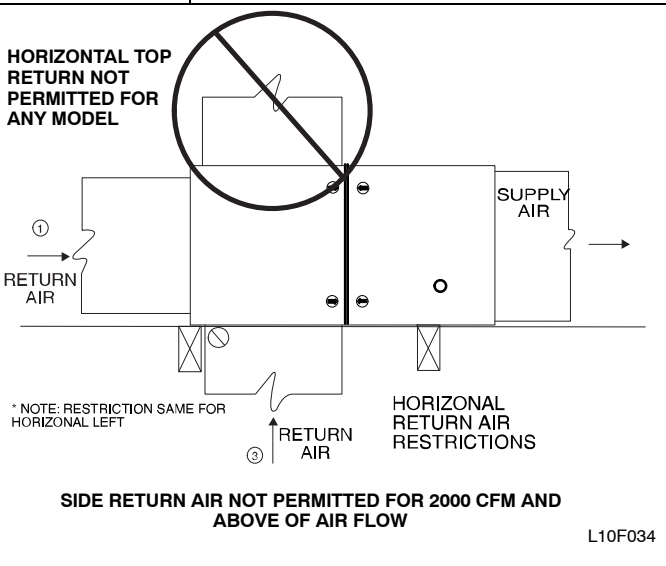 HORIZONTAL TOP
RETURN NOT
PERMITTED FOR
ANY MODEL
SUPPLY
AIR
1
RETURN
AIR
* NOTE: RESTRICTION SAME FOR
HORIZONAL LEFT
HORIZONAL
RETURN AIR
RESTRICTIONS
3
RETURN
AIR
SIDE RETURN AIR NOT PERMITTED FOR 2000 CFM AND
ABOVE OF AIR FLOW
L10F034